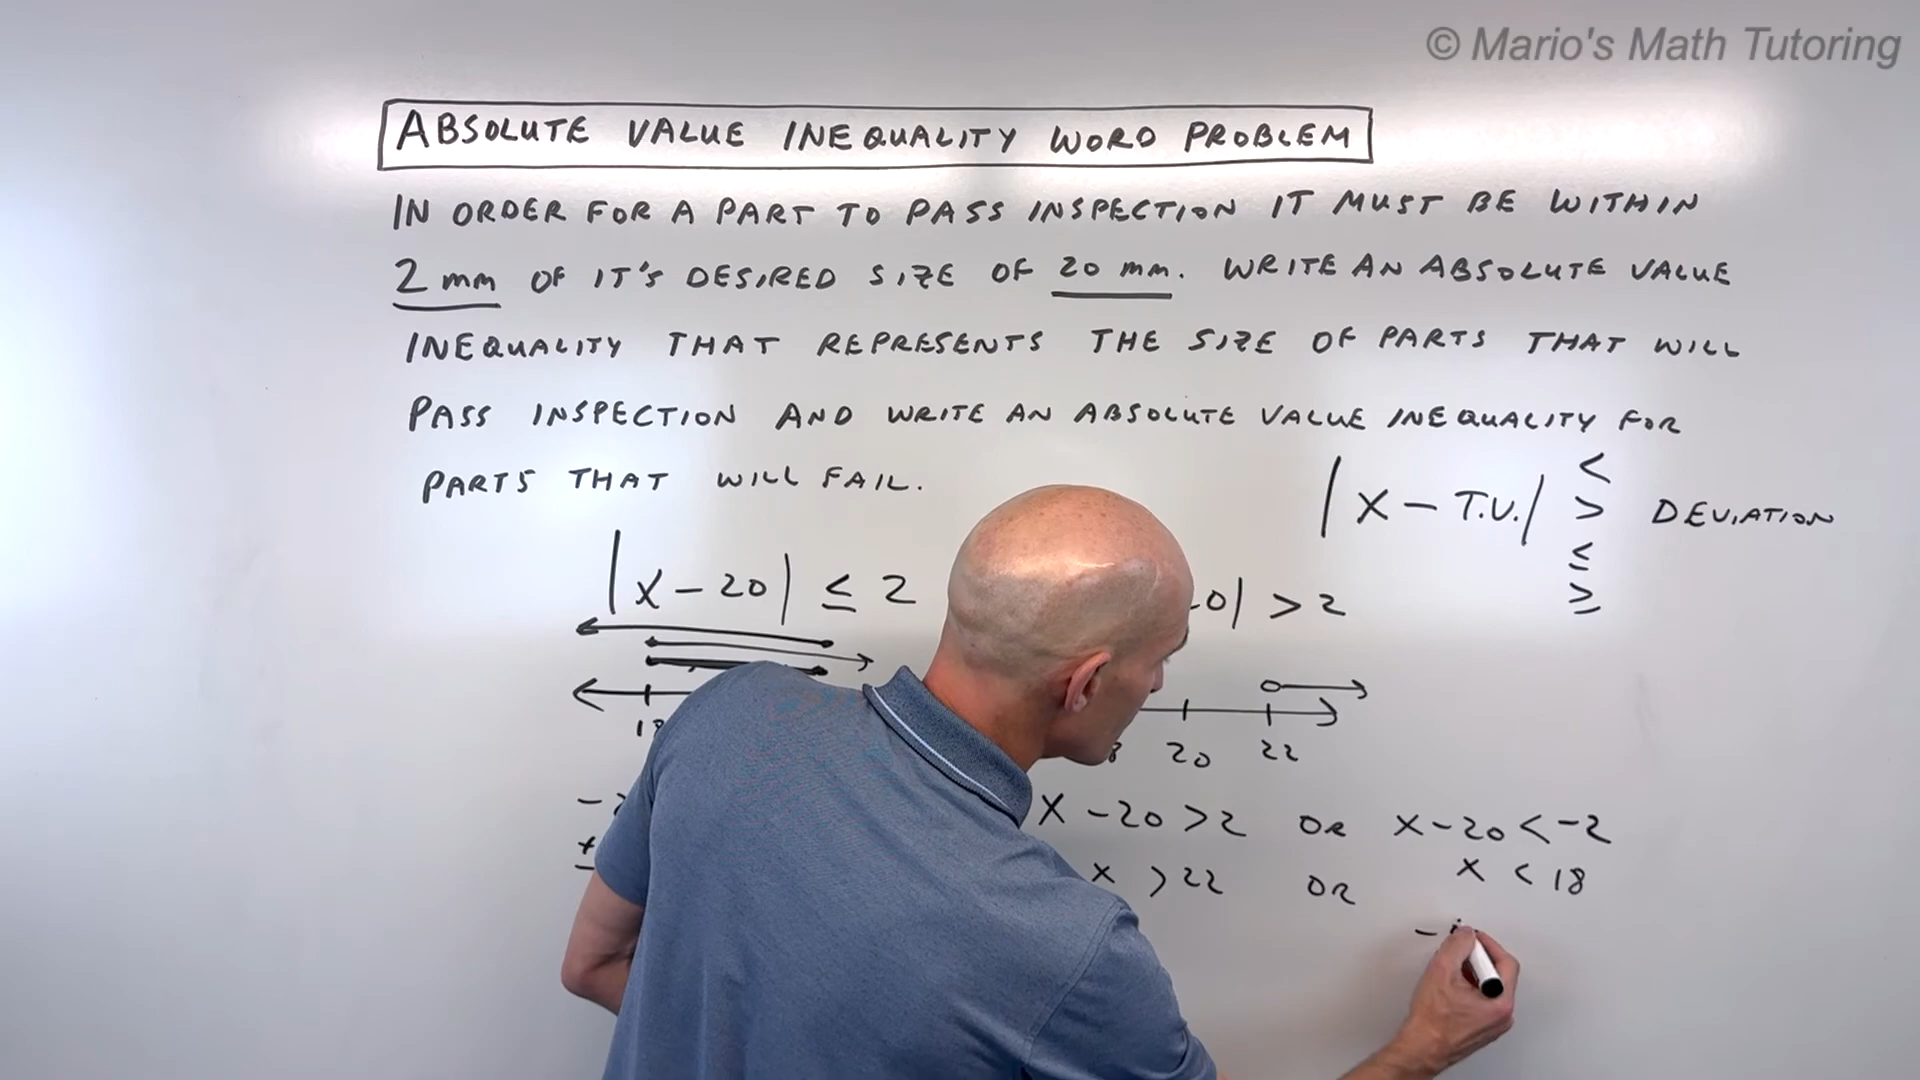 © Mario's Math Tutoring
ABSOLUTE VALUE INEQUALITY WORD PROBLEM
IN ORDER FOR A PART TO PASS INSPECTION IT MUST BE WITHIN
2 mm OF IT'S DESIRED SIZE OF 20 mm. WRITE AN ABSOLUTE VALUE
INEQUALITY THAT REPRESENTS THE SIZE OF PARTS THAT WILL
PASS INSPECTION AND WRITE AN ABSOLUTE VALUE INEQUALITY FOR
PARTS THAT WILL FAIL.
|X - T.V.| < > ≤ ≥ DEVIATION
|X - 20| ≤ 2
0| > 2
20 22
X - 20 > 2 OR X - 20 < -2
X > 22 OR X < 18